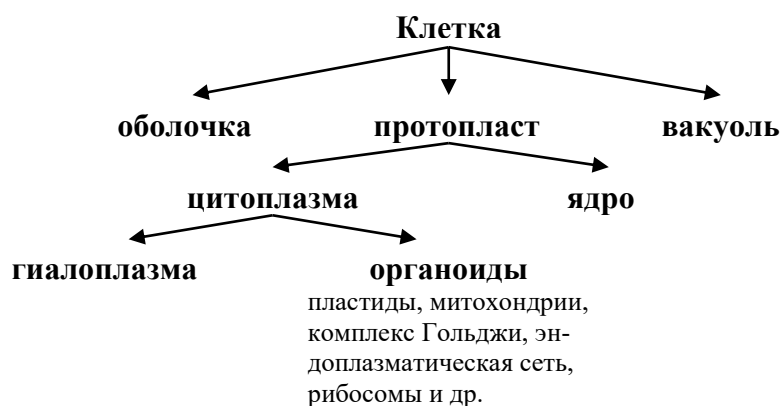 Клетка
оболочка протопласт вакуоль
цитоплазма ядро
гиалоплазма органоиды
пластиды, митохондрии,
комплекс Гольджи, эн-
доплазматическая сеть,
рибосомы и др.